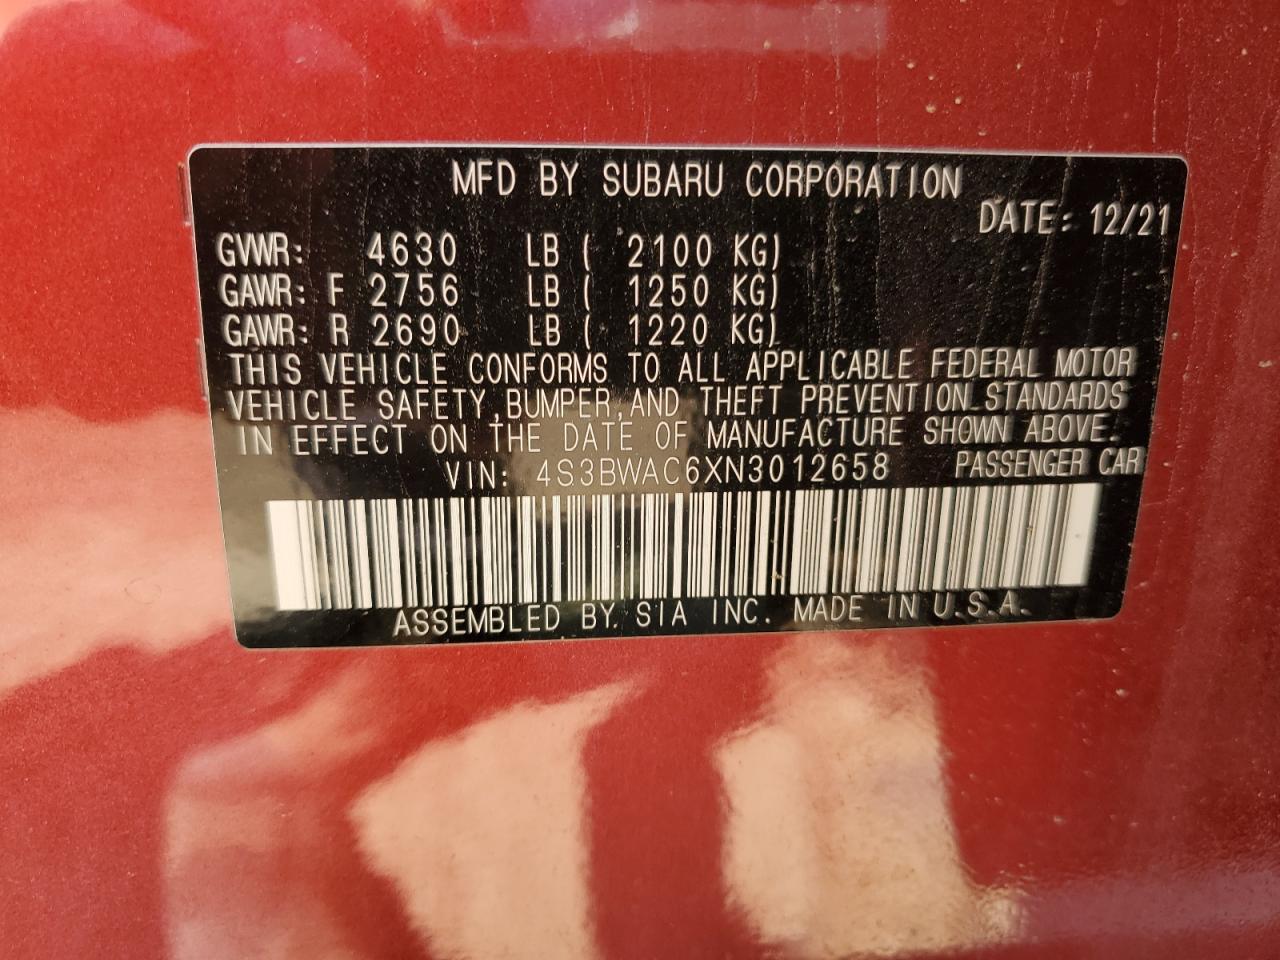 MFD BY SUBARU CORPORATION
DATE: 12/21
GVWR: 4630 LB ( 2100 KG)
GAWR: F 2756 LB ( 1250 KG)
GAWR: R 2690 LB ( 1220 KG)
THIS VEHICLE CONFORMS TO ALL APPLICABLE FEDERAL MOTOR
VEHICLE SAFETY,BUMPER,AND THEFT PREVENTION STANDARDS
IN EFFECT ON THE DATE OF MANUFACTURE SHOWN ABOVE.
VIN: 4S3BWAC6XN3012658 PASSENGER CAR
ASSEMBLED BY: SIA INC. MADE IN U.S.A.